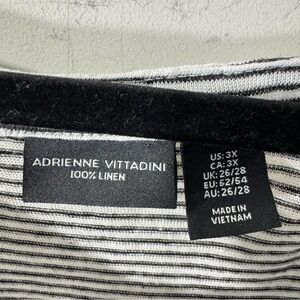 ADRIENNE VITTADINI
100% LINEN
US: 3X
CA: 3X
UK: 26/28
EU: 52/54
AU: 26/28
MADE IN
VIETNAM